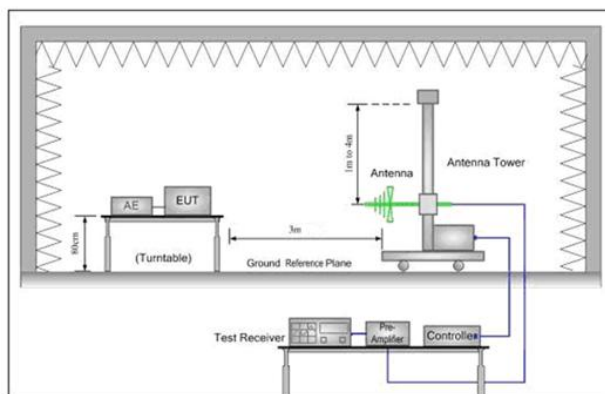 1m to 4m
Antenna
Antenna Tower
AE
EUT
80cm
(Turntable)
3m
Ground Reference Plane
Test Receiver
Pre-
Amplifier
Controller